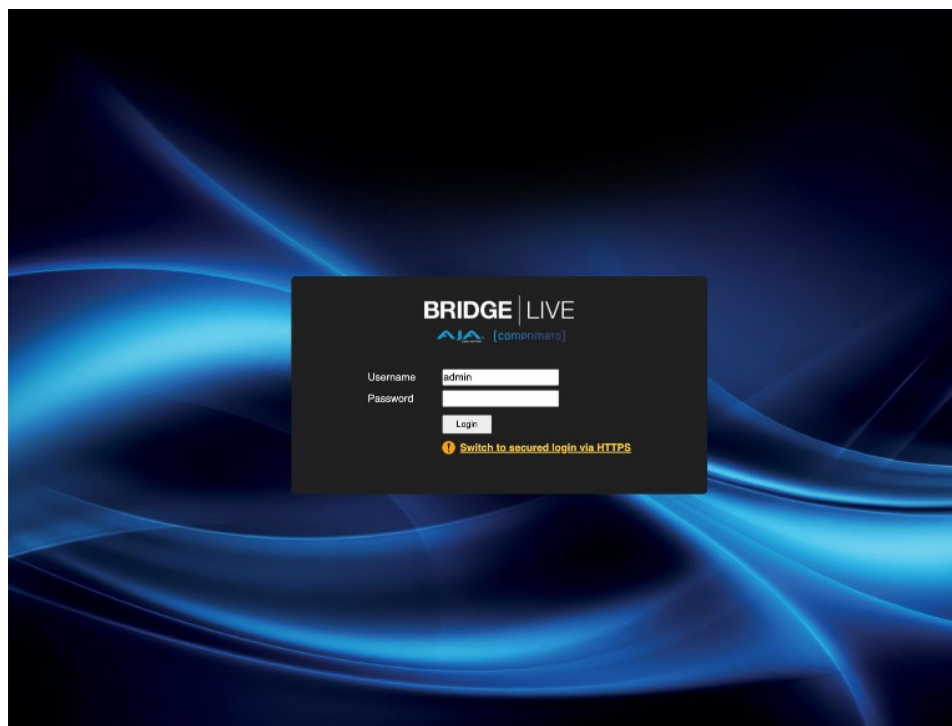 BRIDGE | LIVE
AJA. [comprimato]
Username admin
Password
Login
! Switch to secured login via HTTPS